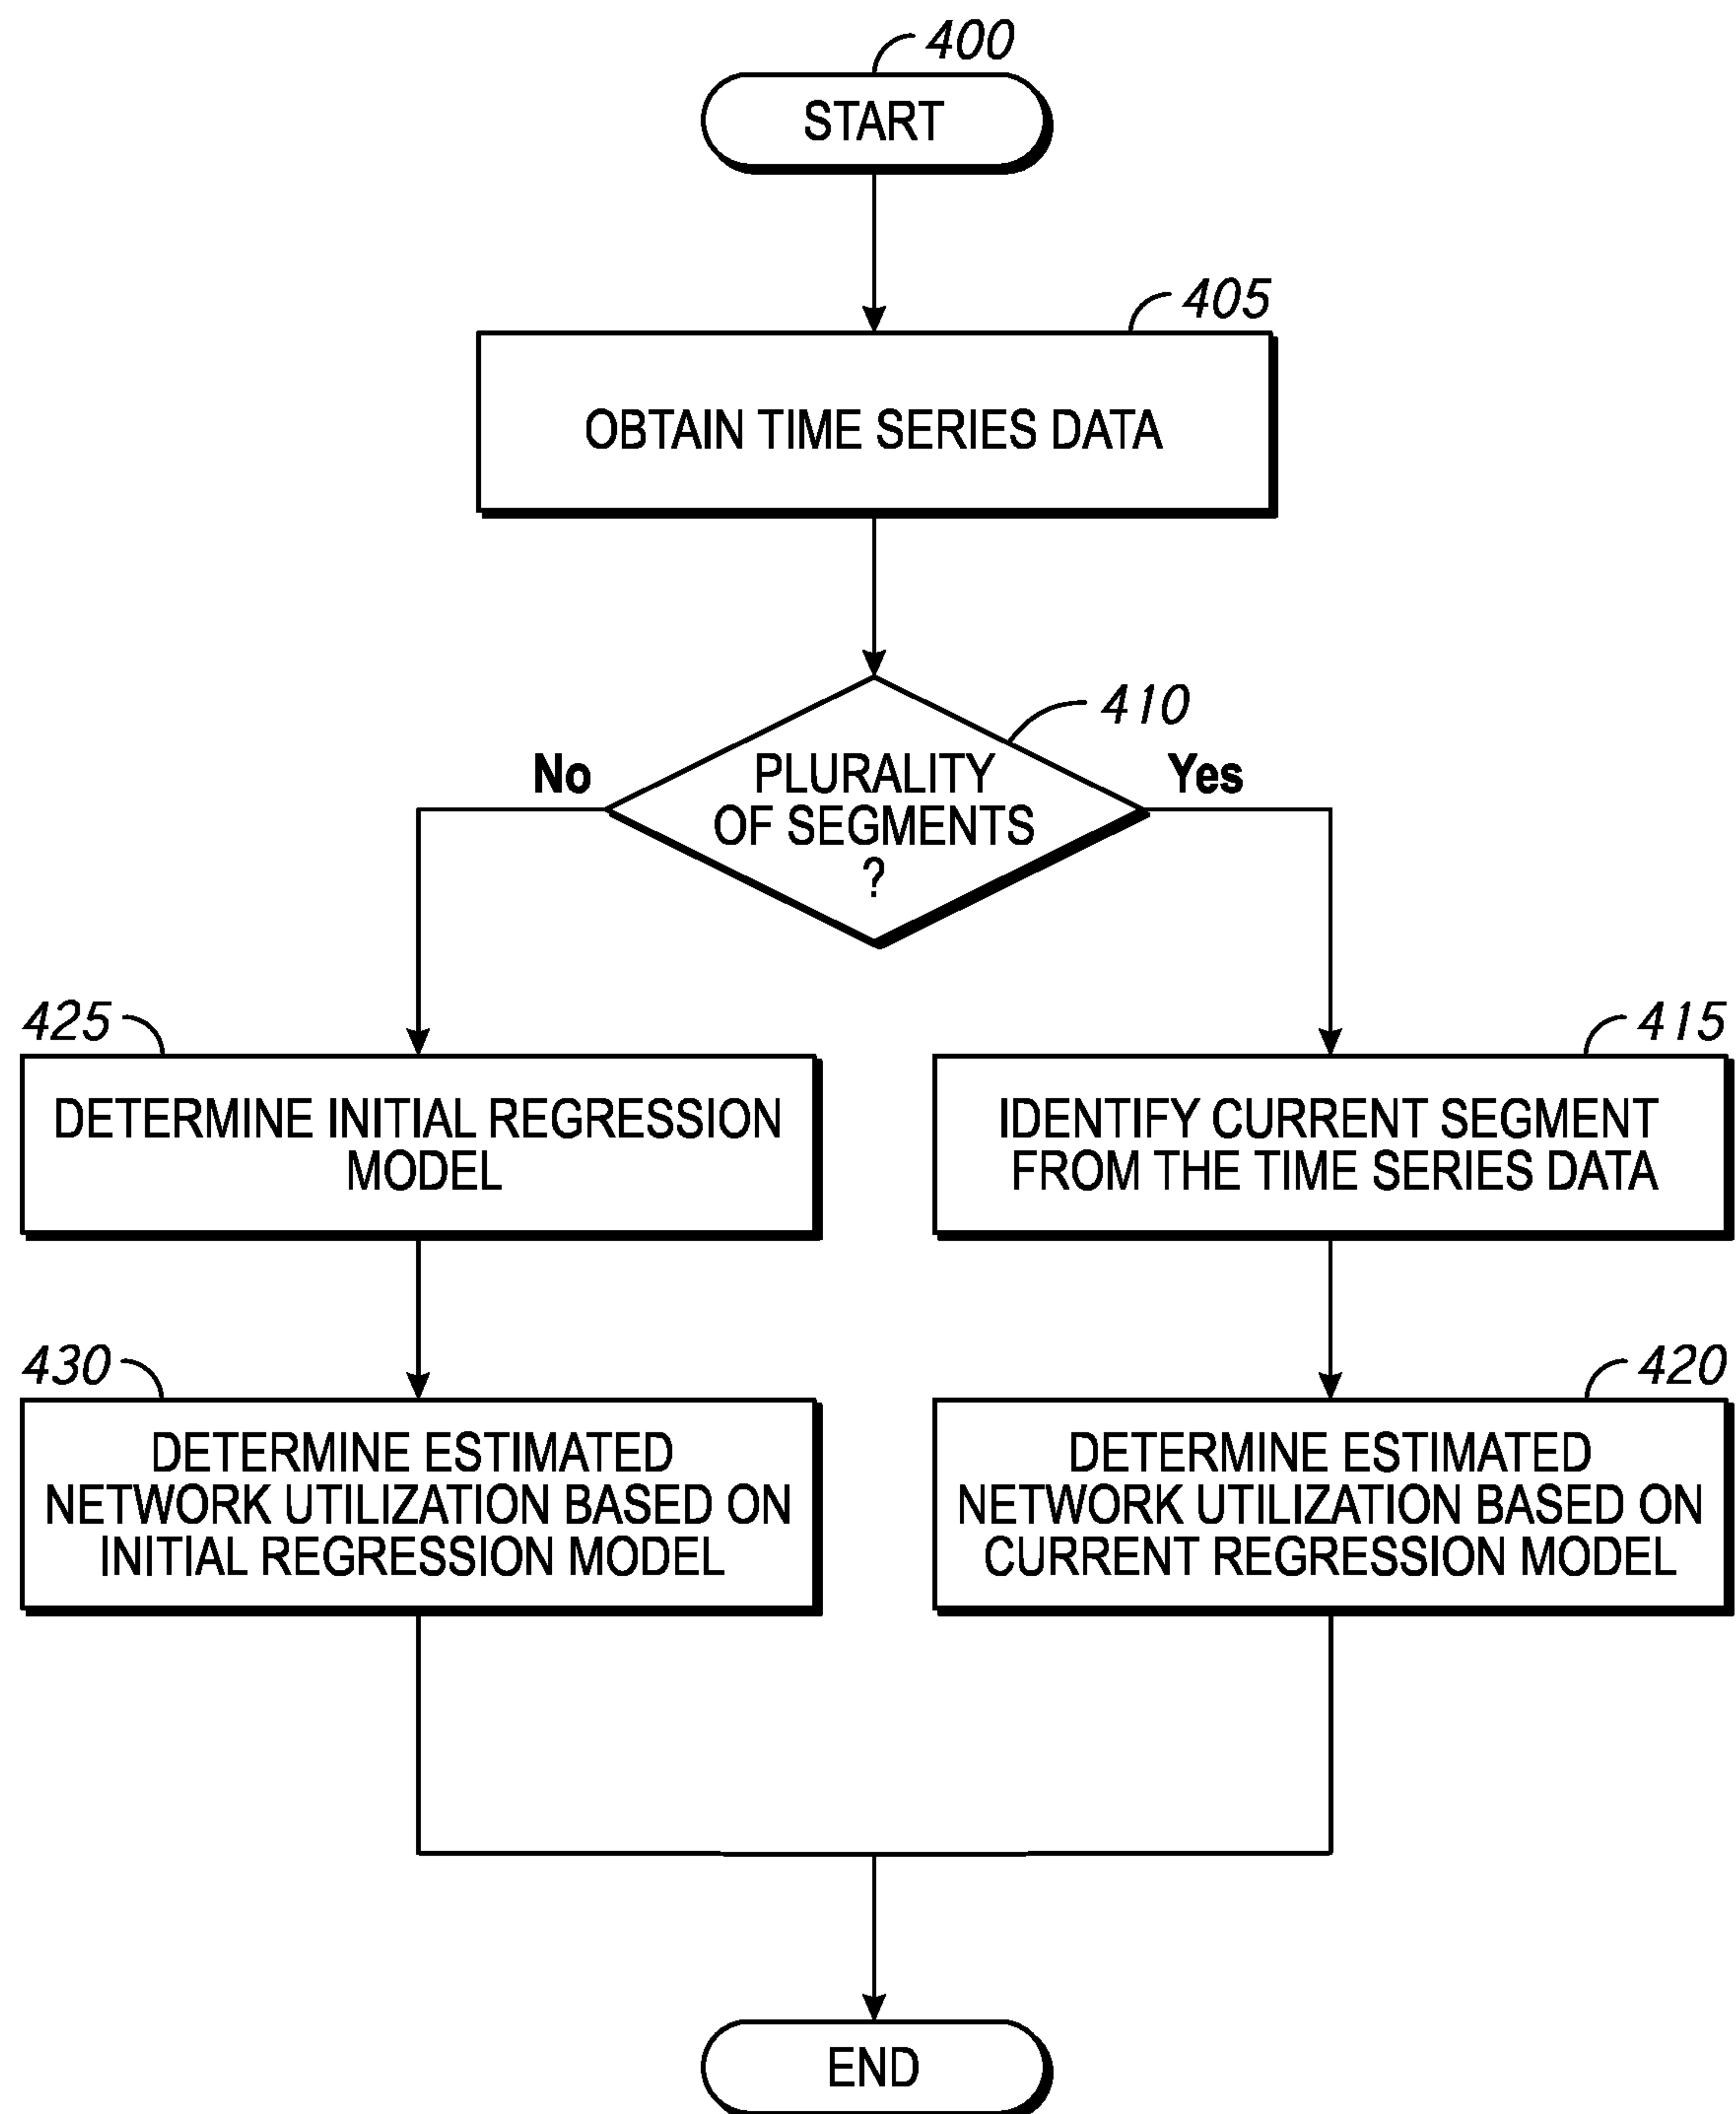 400
START
405
OBTAIN TIME SERIES DATA
410
No
PLURALITY
OF SEGMENTS
?
Yes
425
DETERMINE INITIAL REGRESSION
MODEL
415
IDENTIFY CURRENT SEGMENT
FROM THE TIME SERIES DATA
430
DETERMINE ESTIMATED
NETWORK UTILIZATION BASED ON
INITIAL REGRESSION MODEL
420
DETERMINE ESTIMATED
NETWORK UTILIZATION BASED ON
CURRENT REGRESSION MODEL
END